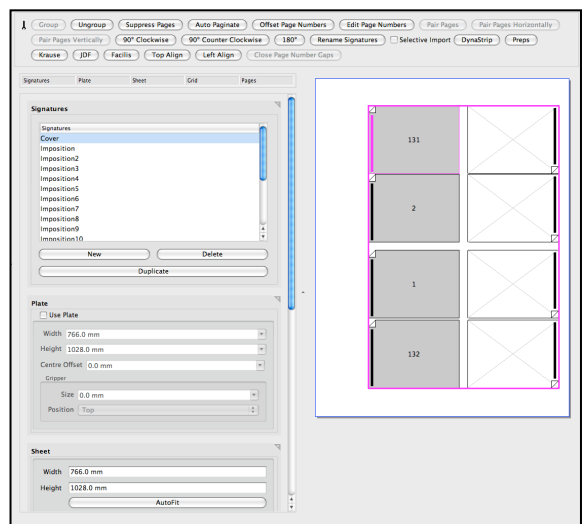 Group Ungroup Suppress Pages Auto Paginate Offset Page Numbers Edit Page Numbers Pair Pages Pair Pages Horizontally
Pair Pages Vertically 90° Clockwise 90° Counter Clockwise 180° Rename Signatures Selective Import DynaStrip Preps
Krause JDF Facilis Top Align Left Align Close Page Number Gaps
Signatures Plate Sheet Grid Pages
Signatures
Signatures
Cover
Imposition
Imposition2
Imposition3
Imposition4
Imposition5
Imposition6
Imposition7
Imposition8
Imposition9
Imposition10
New Delete
Duplicate
Plate
Use Plate
Width 766.0 mm
Height 1028.0 mm
Centre Offset 0.0 mm
Gripper
Size 0.0 mm
Position Top
Sheet
Width 766.0 mm
Height 1028.0 mm
AutoFit
131
2
1
132